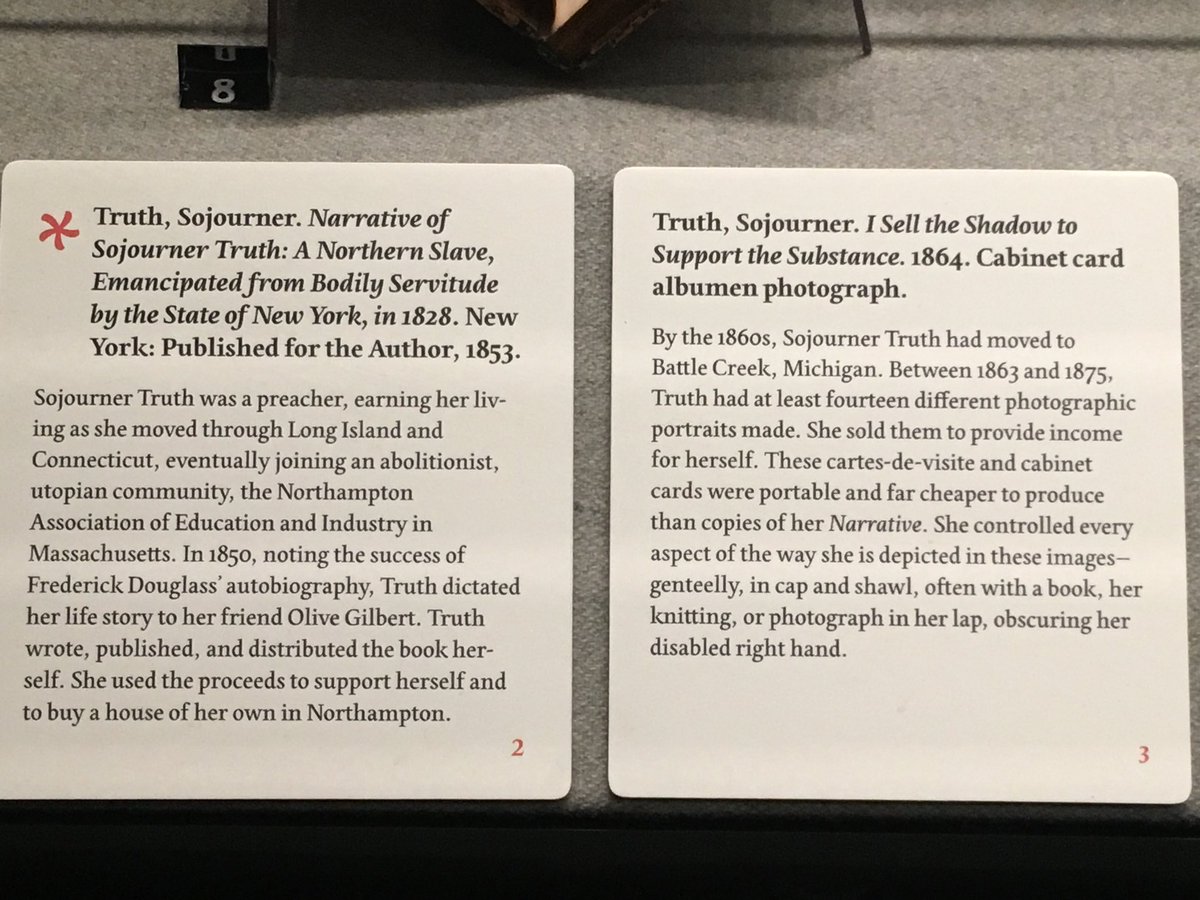 8
Truth, Sojourner. Narrative of
Sojourner Truth: A Northern Slave,
Emancipated from Bodily Servitude
by the State of New York, in 1828. New
York: Published for the Author, 1853.
Sojourner Truth was a preacher, earning her liv-
ing as she moved through Long Island and
Connecticut, eventually joining an abolitionist,
utopian community, the Northampton
Association of Education and Industry in
Massachusetts. In 1850, noting the success of
Frederick Douglass' autobiography, Truth dictated
her life story to her friend Olive Gilbert. Truth
wrote, published, and distributed the book her-
self. She used the proceeds to support herself and
to buy a house of her own in Northampton.
2
Truth, Sojourner. I Sell the Shadow to
Support the Substance. 1864. Cabinet card
albumen photograph.
By the 1860s, Sojourner Truth had moved to
Battle Creek, Michigan. Between 1863 and 1875,
Truth had at least fourteen different photographic
portraits made. She sold them to provide income
for herself. These cartes-de-visite and cabinet
cards were portable and far cheaper to produce
than copies of her Narrative. She controlled every
aspect of the way she is depicted in these images—
genteelly, in cap and shawl, often with a book, her
knitting, or photograph in her lap, obscuring her
disabled right hand.
3